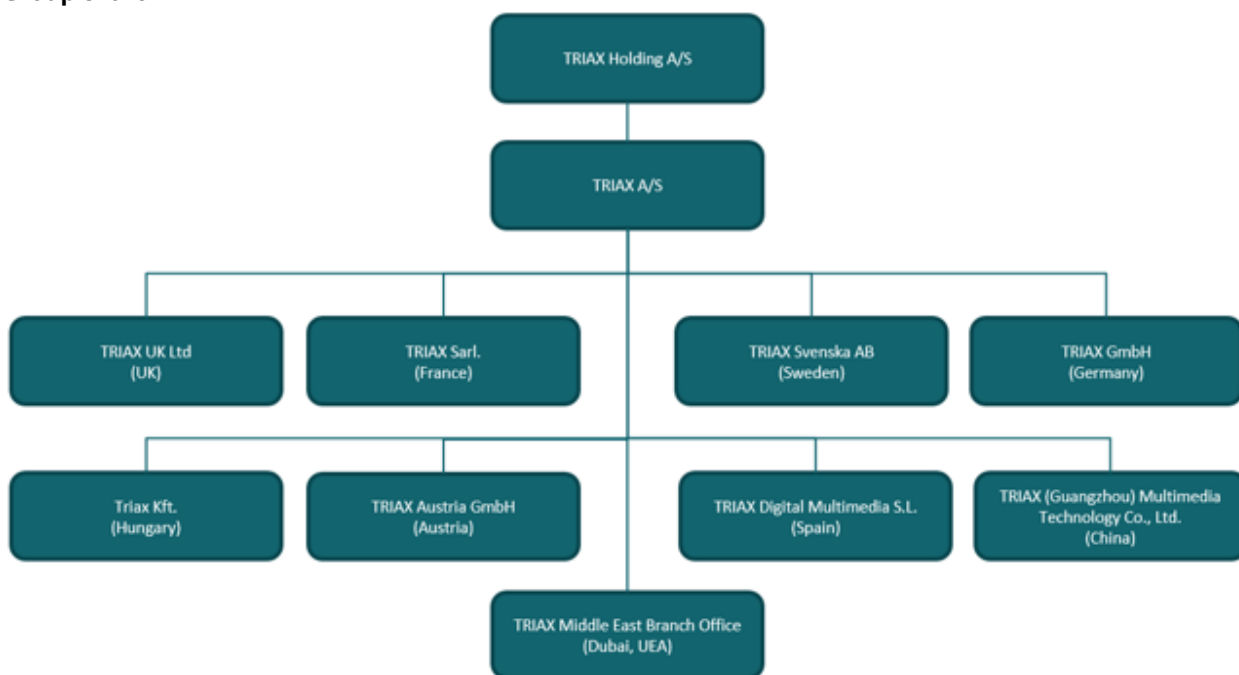 TRIAX Holding A/S
TRIAX A/S
TRIAX UK Ltd
(UK)
TRIAX Sarl.
(France)
TRIAX Svenska AB
(Sweden)
TRIAX GmbH
(Germany)
Triax Kft.
(Hungary)
TRIAX Austria GmbH
(Austria)
TRIAX Digital Multimedia S.L.
(Spain)
TRIAX (Guangzhou) Multimedia
Technology Co., Ltd.
(China)
TRIAX Middle East Branch Office
(Dubai, UEA)